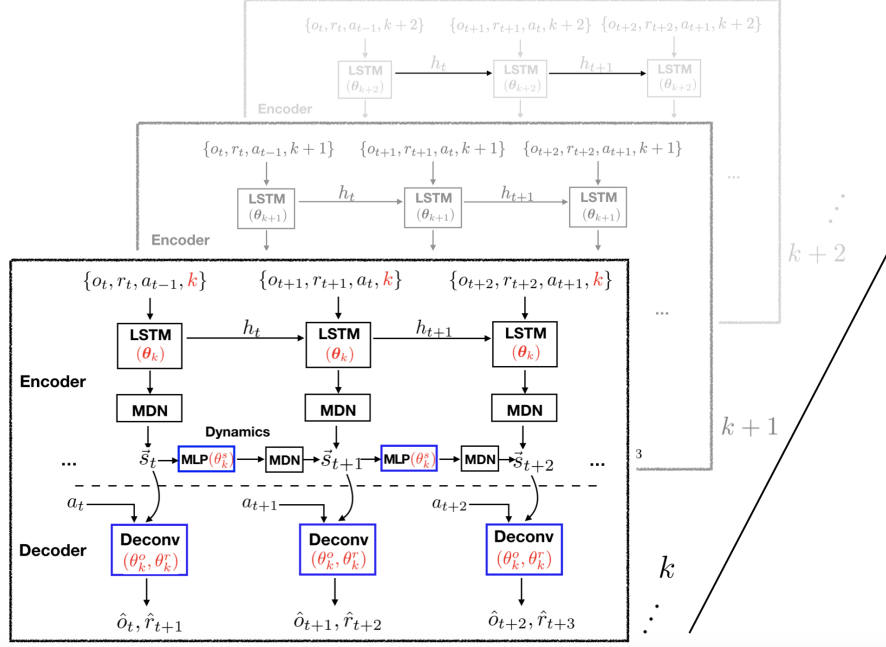 {o_t, r_t, a_{t−1}, k+2} {o_{t+1}, r_{t+1}, a_t, k+2} {o_{t+2}, r_{t+2}, a_{t+1}, k+2}
LSTM (θ_{k+2}) h_t LSTM (θ_{k+2}) h_{t+1} LSTM (θ_{k+2})
Encoder
{o_t, r_t, a_{t−1}, k+1} {o_{t+1}, r_{t+1}, a_t, k+1} {o_{t+2}, r_{t+2}, a_{t+1}, k+1}
...
LSTM (θ_{k+1}) h_t LSTM (θ_{k+1}) h_{t+1} LSTM (θ_{k+1})
Encoder
k+2
{o_t, r_t, a_{t−1}, k} {o_{t+1}, r_{t+1}, a_t, k} {o_{t+2}, r_{t+2}, a_{t+1}, k}
...
LSTM (θ_k) h_t LSTM (θ_k) h_{t+1} LSTM (θ_k)
Encoder
MDN MDN MDN
k+1
Dynamics
... \vec{s}_t MLP(θ_k^s) MDN \vec{s}_{t+1} MLP(θ_k^s) MDN \vec{s}_{t+2} ... 3
a_t a_{t+1} a_{t+2}
Decoder
Deconv Deconv Deconv
(θ_k^o, θ_k^r) (θ_k^o, θ_k^r) (θ_k^o, θ_k^r)
k
ô_t, r̂_{t+1} ô_{t+1}, r̂_{t+2} ô_{t+2}, r̂_{t+3}